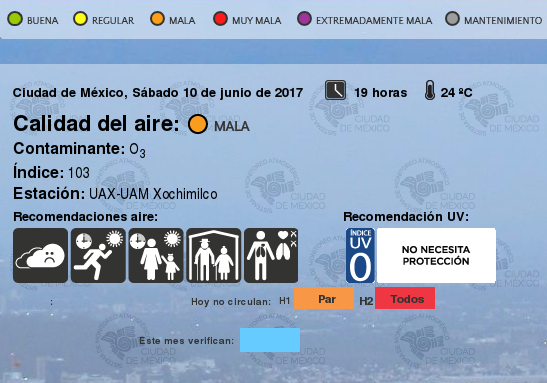 BUENA REGULAR MALA MUY MALA EXTREMADAMENTE MALA MANTENIMIENTO
Ciudad de México, Sábado 10 de junio de 2017 19 horas 24 ºC
Calidad del aire: MALA
Contaminante: O3
Índice: 103
Estación: UAX-UAM Xochimilco
Recomendaciones aire: Recomendación UV:
ÍNDICE UV 0 NO NECESITA
PROTECCIÓN
: Hoy no circulan: H1 Par H2 Todos
Este mes verifican:
CIUDAD
DE MÉXICO